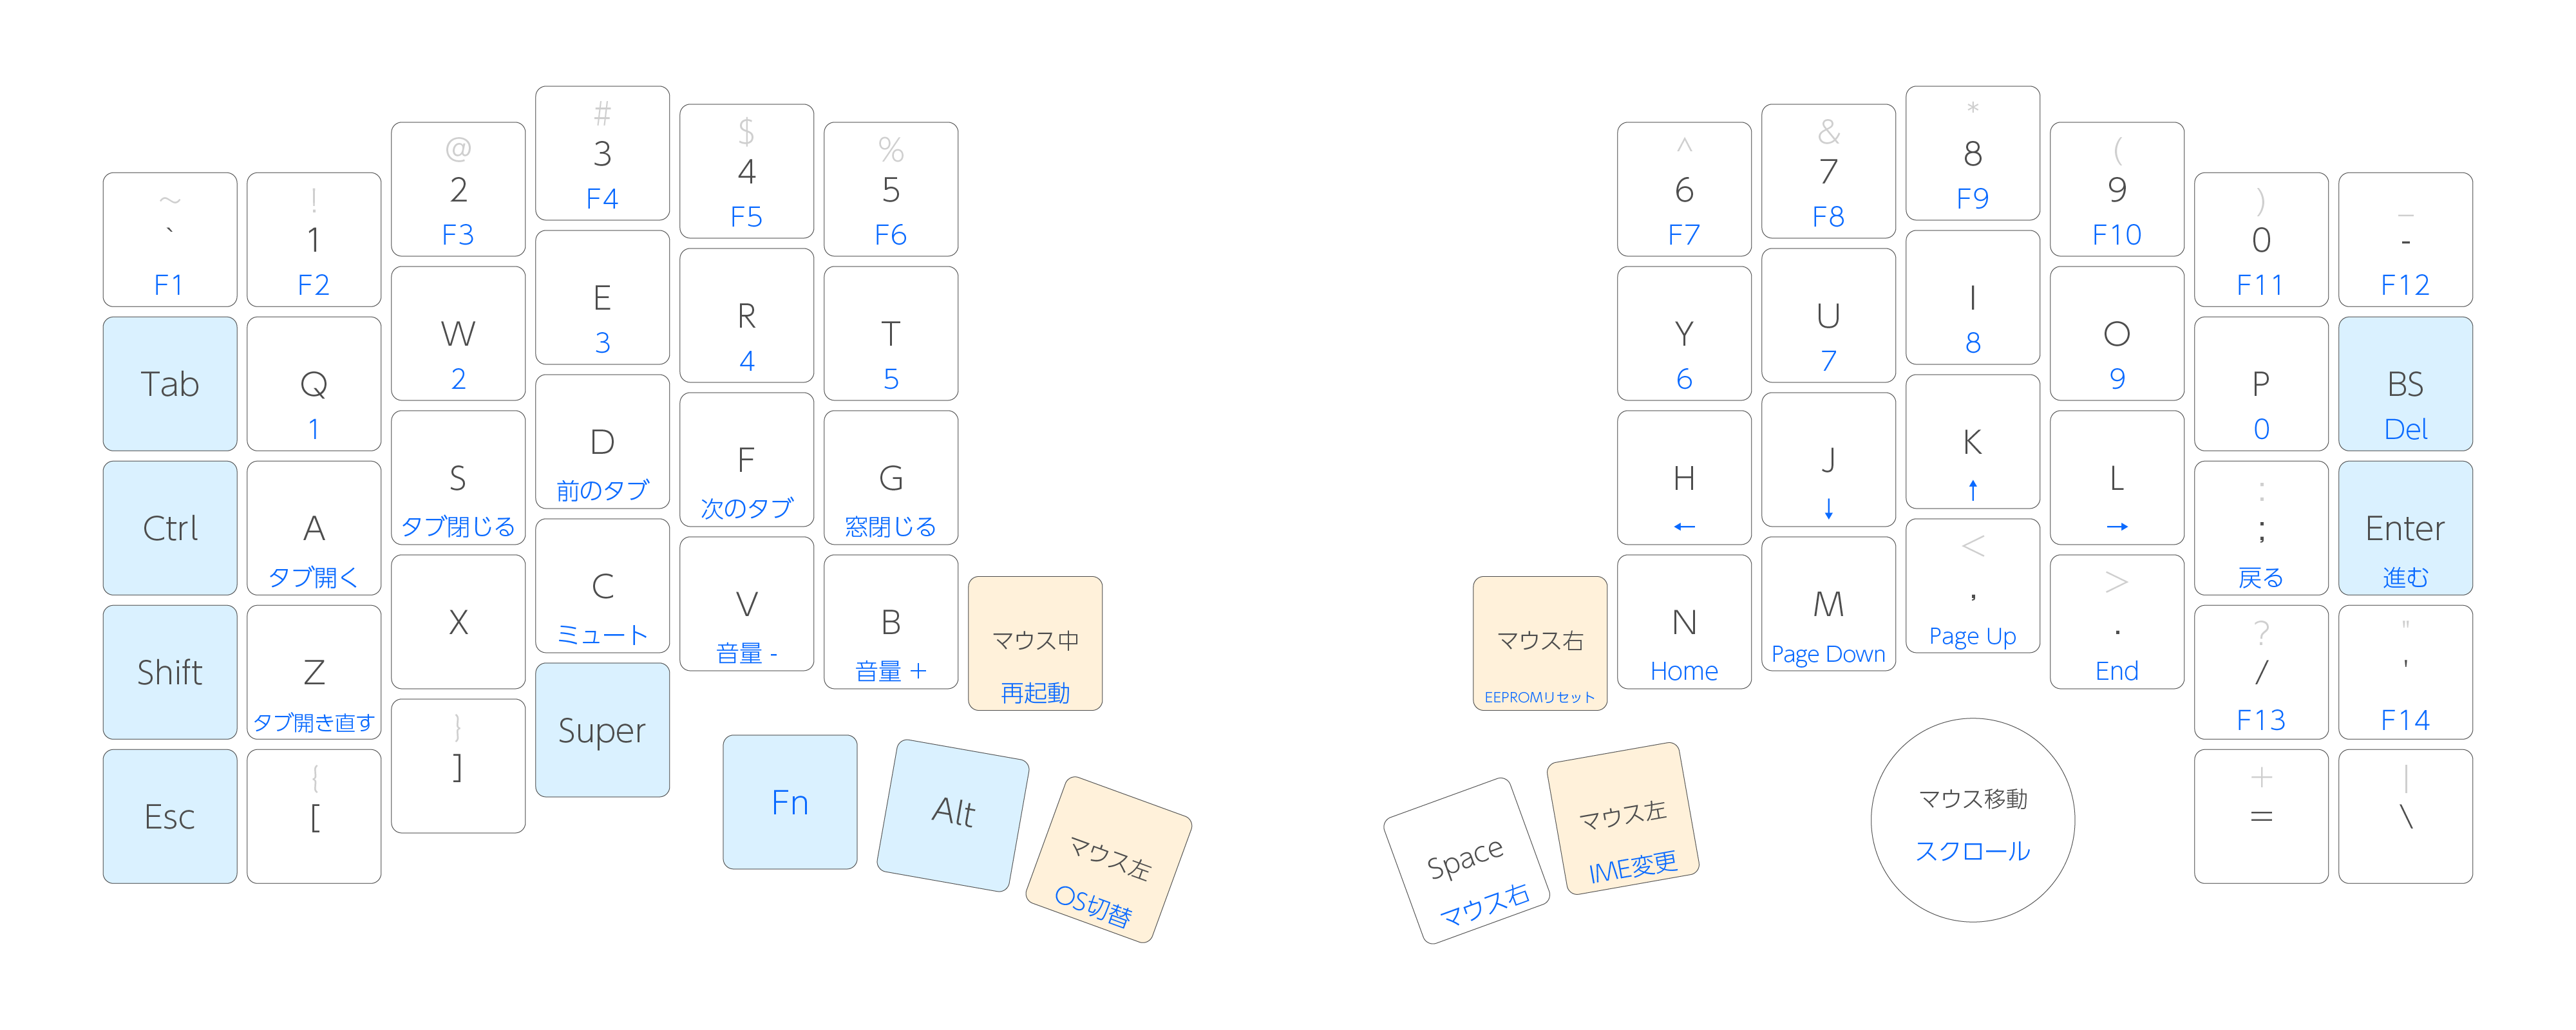 ~
`
F1
!
1
F2
@
2
F3
#
3
F4
$
4
F5
%
5
F6
Tab
Q
1
W
2
E
3
R
4
T
5
Ctrl
A
タブ開く
S
タブ閉じる
D
前のタブ
F
次のタブ
G
窓閉じる
Shift
Z
タブ開き直す
X
C
ミュート
V
音量 -
B
音量 +
マウス中
再起動
Esc
{
[
}
]
Super
Fn
Alt
マウス左
OS切替
^
6
F7
&
7
F8
*
8
F9
(
9
F10
)
0
F11
_
-
F12
Y
6
U
7
I
8
O
9
P
0
BS
Del
H
←
J
↓
K
↑
L
→
:
;
戻る
Enter
進む
マウス右
EEPROMリセット
N
Home
M
Page Down
<
,
Page Up
>
.
End
?
/
F13
"
'
F14
Space
マウス右
マウス左
IME変更
マウス移動
スクロール
+
=
|
\